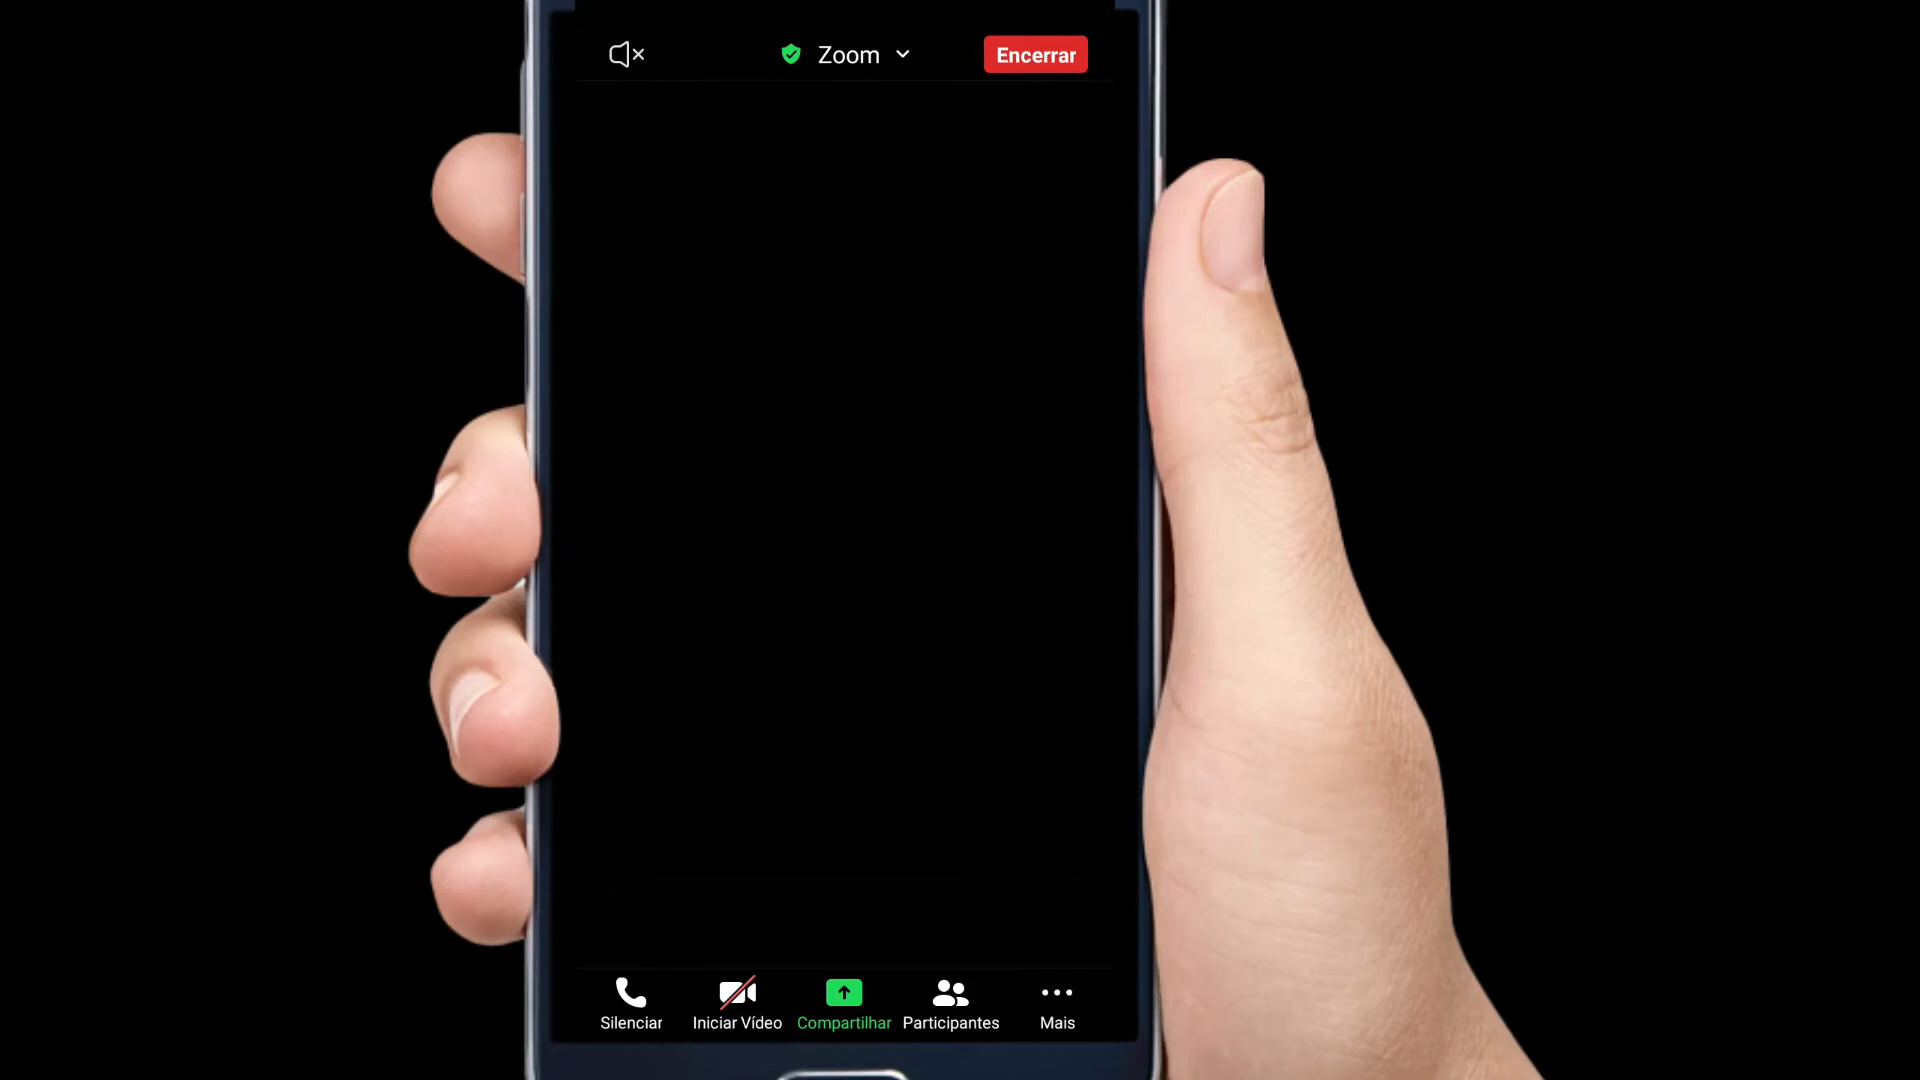 Zoom
Encerrar
Silenciar
Iniciar Vídeo
Compartilhar
Participantes
Mais